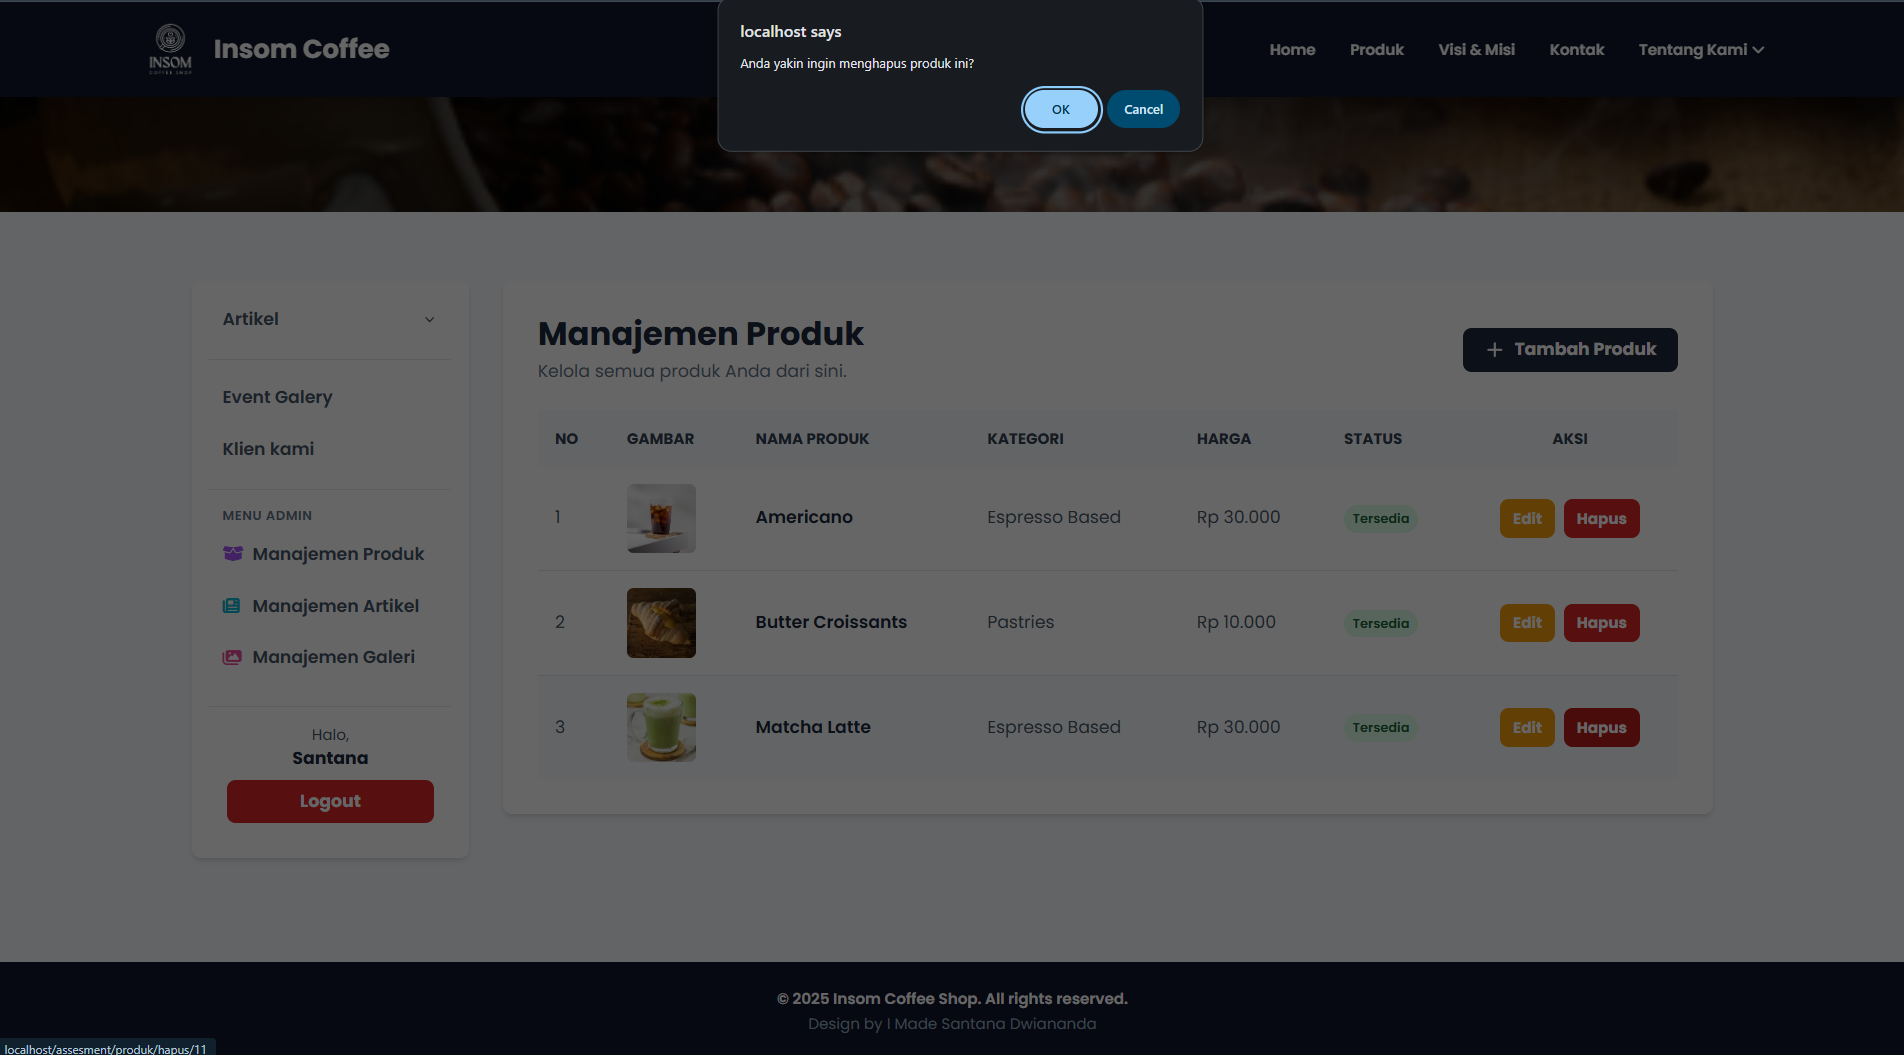 localhost says
Anda yakin ingin menghapus produk ini?
OK
Cancel
INSOM
COFFEE SHOP
Insom Coffee
Home
Produk
Visi & Misi
Kontak
Tentang Kami
Artikel
Event Galery
Klien kami
MENU ADMIN
Manajemen Produk
Manajemen Artikel
Manajemen Galeri
Halo,
Santana
Logout
Manajemen Produk
Kelola semua produk Anda dari sini.
+ Tambah Produk
NO GAMBAR NAMA PRODUK KATEGORI HARGA STATUS AKSI
1 Americano Espresso Based Rp 30.000 Tersedia Edit Hapus
2 Butter Croissants Pastries Rp 10.000 Tersedia Edit Hapus
3 Matcha Latte Espresso Based Rp 30.000 Tersedia Edit Hapus
© 2025 Insom Coffee Shop. All rights reserved.
Design by I Made Santana Dwiananda
localhost/assesment/produk/hapus/11